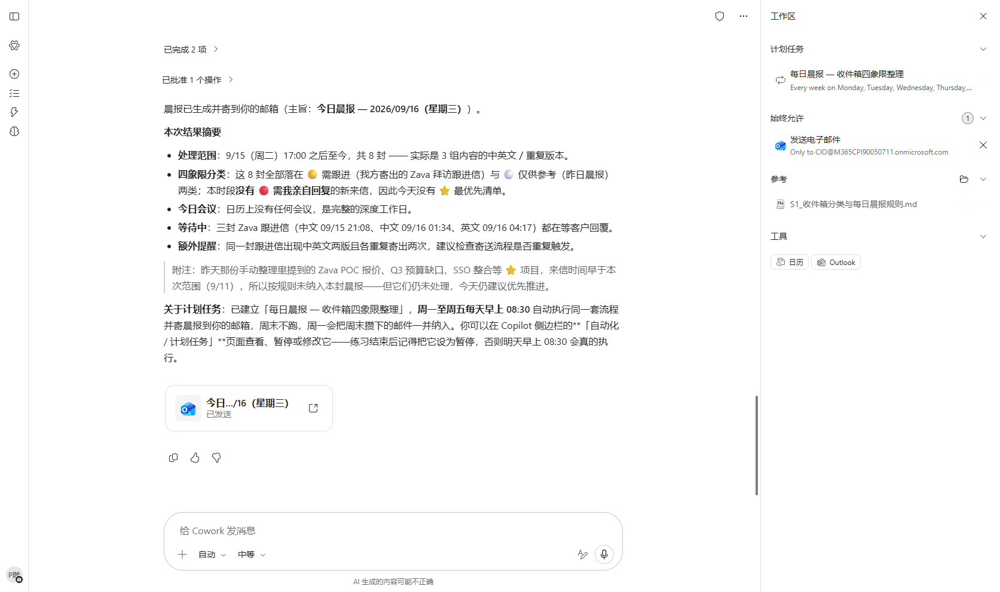 已完成 2 项
已批准 1 个操作
晨报已生成并寄到你的邮箱（主旨：今日晨报 — 2026/09/16（星期三））。
本次结果摘要
• 处理范围：9/15（周二）17:00 之后至今，共 8 封 —— 实际是 3 组内容的中英文 / 重复版本。
• 四象限分类：这 8 封全部落在 🟡 需跟进（我方寄出的 Zava 拜访跟进信）与 ⚪ 仅供参考（昨日晨报）
两类；本时段没有 🔴 需我亲自回复的新来信，因此今天没有 ⭐ 最优先清单。
• 今日会议：日历上没有任何会议，是完整的深度工作日。
• 等待中：三封 Zava 跟进信（中文 09/15 21:08、中文 09/16 01:34、英文 09/16 04:17）都在等客户回覆。
• 额外提醒：同一封跟进信出现中英文两版且各重复寄出两次，建议检查寄送流程是否重复触发。
附注：昨天那份手动整理里提到的 Zava POC 报价、Q3 预算缺口、SSO 整合等 ⭐ 项目，来信时间早于本
次范围（9/11），所以按规则未纳入本封晨报——但它们仍未处理，今天仍建议优先推进。
关于计划任务：已建立「每日晨报 — 收件箱四象限整理」，周一至周五每天早上 08:30 自动执行同一套流程
并寄晨报到你的邮箱，周末不跑，周一会把周末攒下的邮件一并纳入。你可以在 Copilot 侧边栏的**「自动化
/ 计划任务」**页面查看、暂停或修改它——练习结束后记得把它设为暂停，否则明天早上 08:30 会真的执
行。
今日.../16（星期三）
已发送
给 Cowork 发消息
自动
中等
AI 生成的内容可能不正确
P辦
工作区
计划任务
每日晨报 — 收件箱四象限整理
Every week on Monday, Tuesday, Wednesday, Thursday,...
始终允许
1
发送电子邮件
Only to CIO@M365CPI90050711.onmicrosoft.com
参考
S1_收件箱分类与每日晨报规则.md
工具
日历
Outlook